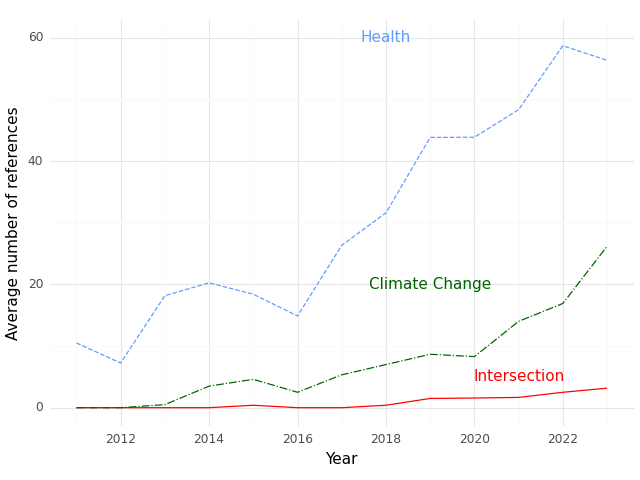 Average number of references
60
40
20
0
Health
Climate Change
Intersection
2012 2014 2016 2018 2020 2022
Year